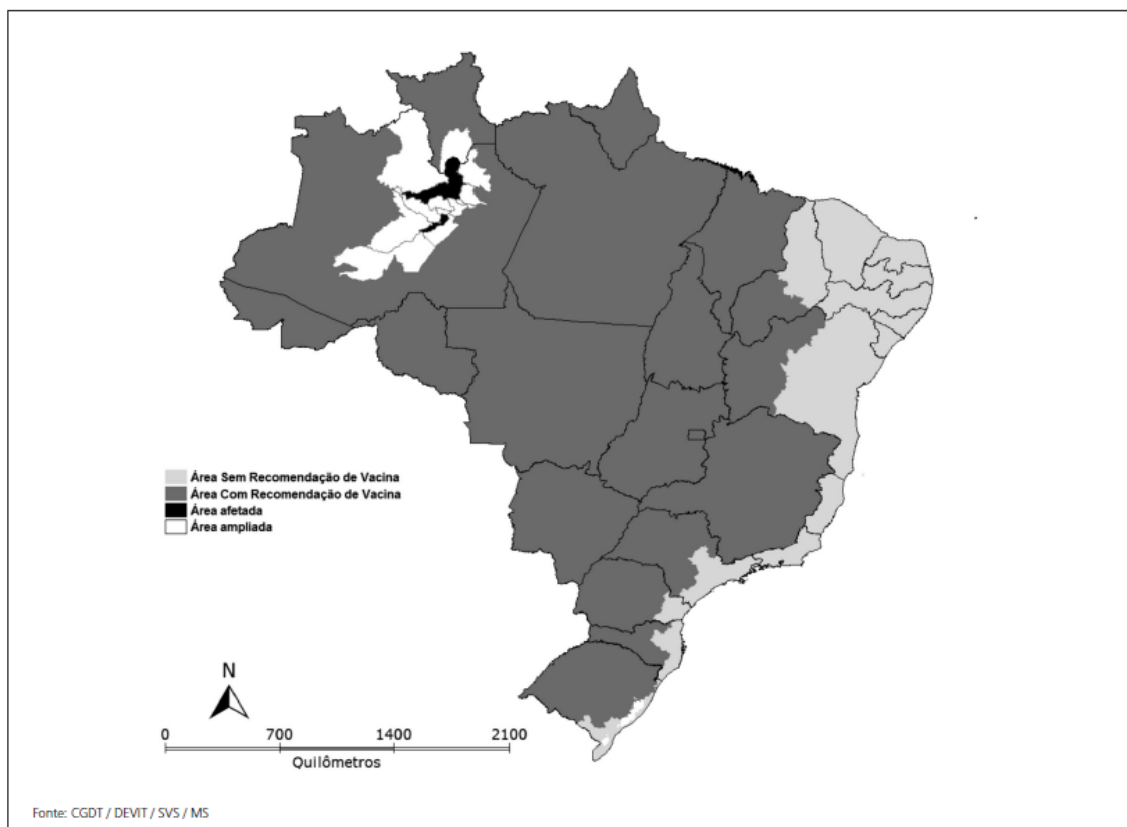 Área Sem Recomendação de Vacina
Área Com Recomendação de Vacina
Área afetada
Área ampliada
N
0 700 1400 2100
Quilômetros
Fonte: CGDT / DEVIT / SVS / MS